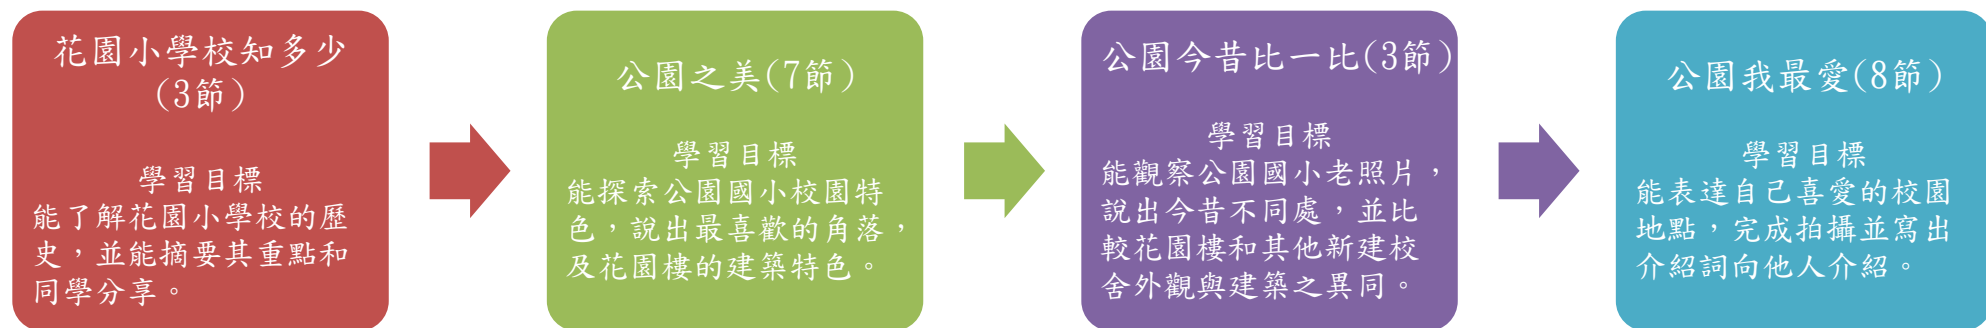 花園小學校知多少
(3節)
學習目標
能了解花園小學校的歷
史，並能摘要其重點和
同學分享。
公園之美(7節)
學習目標
能探索公園國小校園特
色，說出最喜歡的角落，
及花園樓的建築特色。
公園今昔比一比(3節)
學習目標
能觀察公園國小老照片，
說出今昔不同處，並比
較花園樓和其他新建校
舍外觀與建築之異同。
公園我最愛(8節)
學習目標
能表達自己喜愛的校園
地點，完成拍攝並寫出
介紹詞向他人介紹。